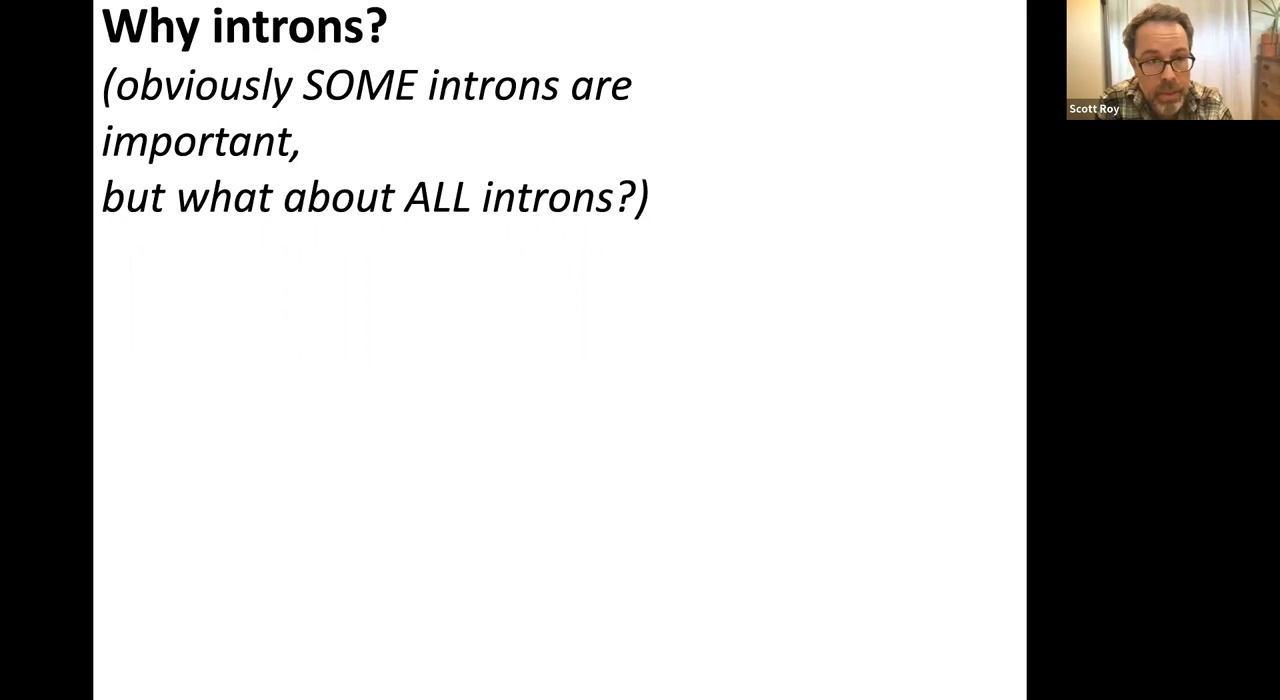 Why introns?
(obviously SOME introns are
important,
but what about ALL introns?)
Scott Roy